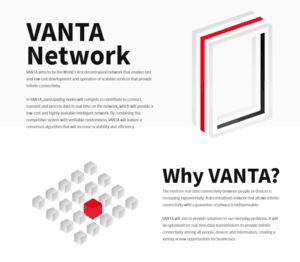 VANTA
Network
VANTA aims to be the World's first decentralized network that enables fast
and low cost development and operation of scalable services that provide
infinite connectivity.
In VANTA, participating nodes will compete to contribute to connect,
transmit and process data in real time on the network, which will provide a
low cost and highly available intelligent network. By combining this
competitive system with verifiable randomness, VANTA will feature a
consensus algorithm that will increase scalability and efficiency.
Why VANTA?
The need for real time connectivity between people or devices is
increasing exponentially. A decentralized network that allows infinite
connectivity with a guarantee of privacy is indispensable.
VANTA will aim to provide solutions to our everyday problems. It will
be optimized for real time data transmission to provide infinite
connectivity among all people, devices and information, creating a
variety of new opportunities for businesses.